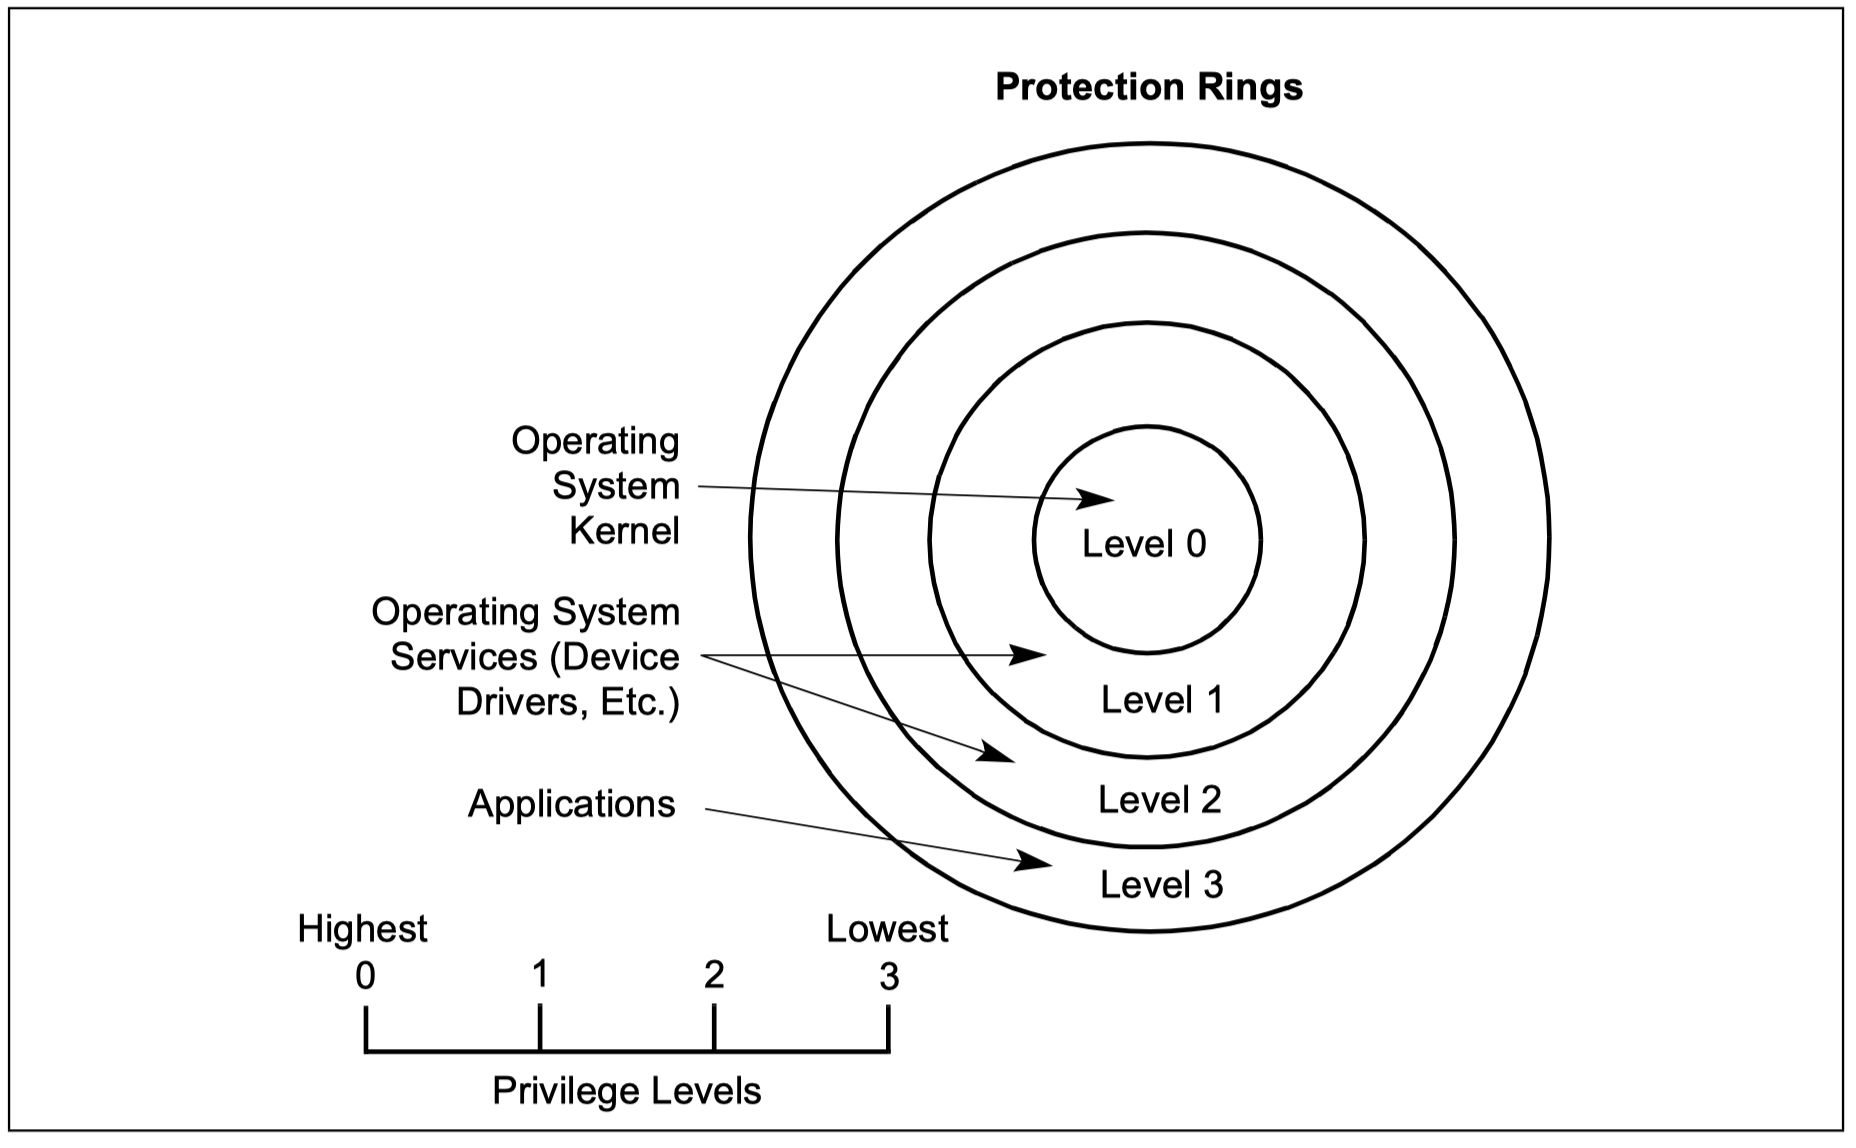 Protection Rings
Operating
System
Kernel
Level 0
Operating System
Services (Device
Drivers, Etc.)
Level 1
Level 2
Applications
Level 3
Highest
Lowest
0
1
2
3
Privilege Levels